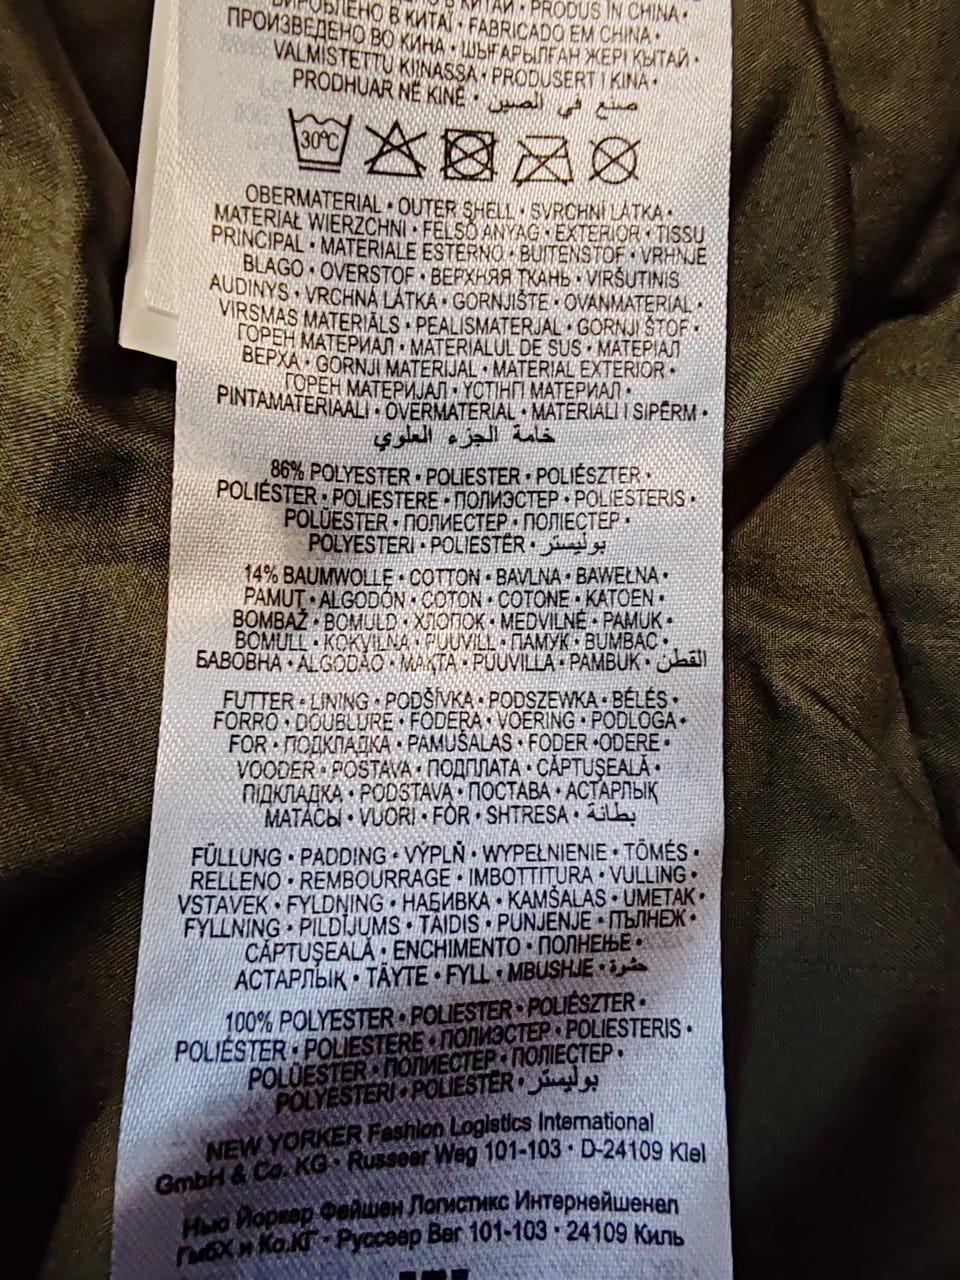 ВИРОБЛЕНО В КИТАЇ • FABRICADO EM CHINA •
ПРОИЗВЕДЕНО ВО КИНА • ШЫҒАРЫЛҒАН ЖЕРІ ҚЫТАЙ •
VALMISTETTU KIINASSA • PRODUSERT I KINA •
PRODHUAR NË KINË • صنع في الصين
30°C
OBERMATERIAL • OUTER SHELL • SVRCHNÍ LÁTKA •
MATERIAŁ WIERZCHNI • FELSŐ ANYAG • EXTERIOR • TISSU
PRINCIPAL • MATERIALE ESTERNO • BUITENSTOF • VRHNJE
BLAGO • OVERSTOF • ВЕРХНЯЯ ТКАНЬ • VIRŠUTINIS
AUDINYS • VRCHNÁ LÁTKA • GORNJIŠTE • OVANMATERIAL •
VIRSMAS MATERIĀLS • PEALISMATERJAL • GORNJI ŠTOF •
ГОРЕН МАТЕРИАЛ • MATERIALUL DE SUS • МАТЕРІАЛ
ВЕРХА • GORNJI MATERIJAL • MATERIAL EXTERIOR •
ГОРЕН МАТЕРИЈАЛ • ҮСТІҢГІ МАТЕРИАЛ •
PINTAMATERIAALI • OVERMATERIAL • MATERIALI I SIPËRM •
خامة الجزء العلوي
86% POLYESTER • POLIESTER • POLIÉSZTER •
POLIÉSTER • POLIESTERE • ПОЛИЭСТЕР • POLIESTERIS •
POLÜESTER • ПОЛИЕСТЕР • ПОЛІЕСТЕР •
POLYESTERI • POLIESTËR • بوليستر
14% BAUMWOLLE • COTTON • BAVLNA • BAWEŁNA •
PAMUT • ALGODÓN • COTON • COTONE • KATOEN •
BOMBAŽ • BOMULD • ХЛОПОК • MEDVILNĖ • PAMUK •
BOMULL • KOKVILNA • PUUVILL • ПАМУК • BUMBAC •
БАВОВНА • ALGODÃO • МАҚТА • PUUVILLA • PAMBUK • القطن
FUTTER • LINING • PODŠÍVKA • PODSZEWKA • BÉLÉS •
FORRO • DOUBLURE • FODERA • VOERING • PODLOGA •
FOR • ПОДКЛАДКА • PAMUŠALAS • FODER • ODERE •
VOODER • POSTAVA • ПОДПЛАТА • CĂPTUŞEALĂ •
ПІДКЛАДКА • PODSTAVA • ПОСТАВА • АСТАРЛЫҚ
МАТАСЫ • VUORI • FÔR • SHTRESA • بطانة
FÜLLUNG • PADDING • VÝPLŇ • WYPEŁNIENIE • TÖMÉS •
RELLENO • REMBOURRAGE • IMBOTTITURA • VULLING •
VSTAVEK • FYLDNING • НАБИВКА • KAMŠALAS • UMETAK •
FYLLNING • PILDĪJUMS • TÄIDIS • PUNJENJE • ПЪЛНЕЖ •
CĂPTUŞEALĂ • ENCHIMENTO • ПОЛНЕЊЕ •
АСТАРЛЫҚ • TÄYTE • FYLL • MBUSHJE • حشوة
100% POLYESTER • POLIESTER • POLIÉSZTER •
POLIÉSTER • POLIESTERE • ПОЛИЭСТЕР • POLIESTERIS •
POLÜESTER • ПОЛИЕСТЕР • ПОЛІЕСТЕР •
POLYESTERI • POLIESTËR • بوليستر
NEW YORKER Fashion Logistics International
GmbH & Co. KG • Russeer Weg 101-103 • D-24109 Kiel
Нью Йоркер Фейшен Логистикс Интернейшенел
ГмбХ и Ко.КГ • Руссеер Вег 101-103 • 24109 Киль